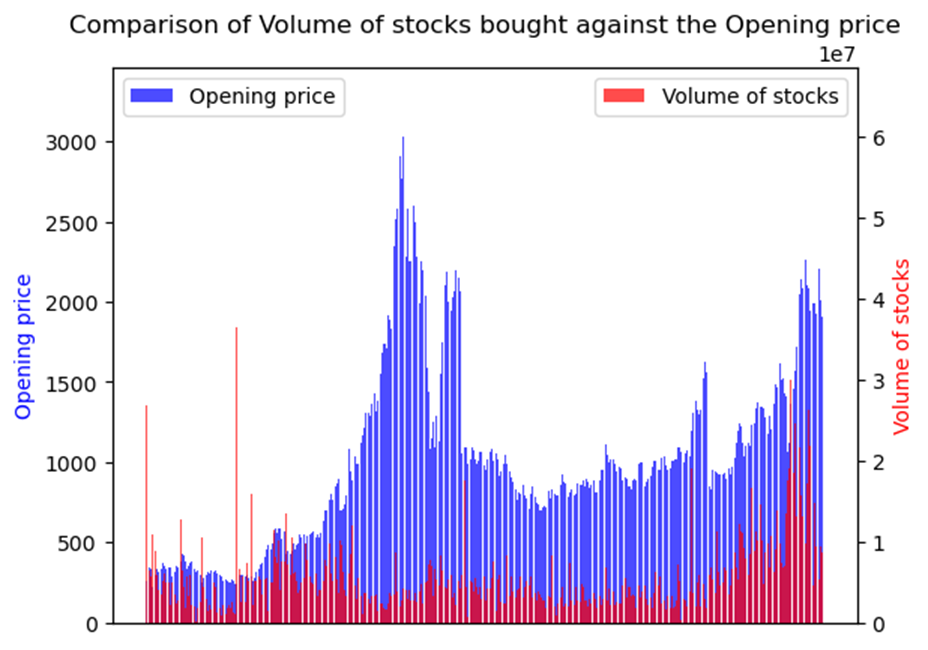 Comparison of Volume of stocks bought against the Opening price
1e7
Opening price
Volume of stocks
3000
2500
2000
1500
1000
500
0
6
5
4
3
2
1
0
Opening price
Volume of stocks